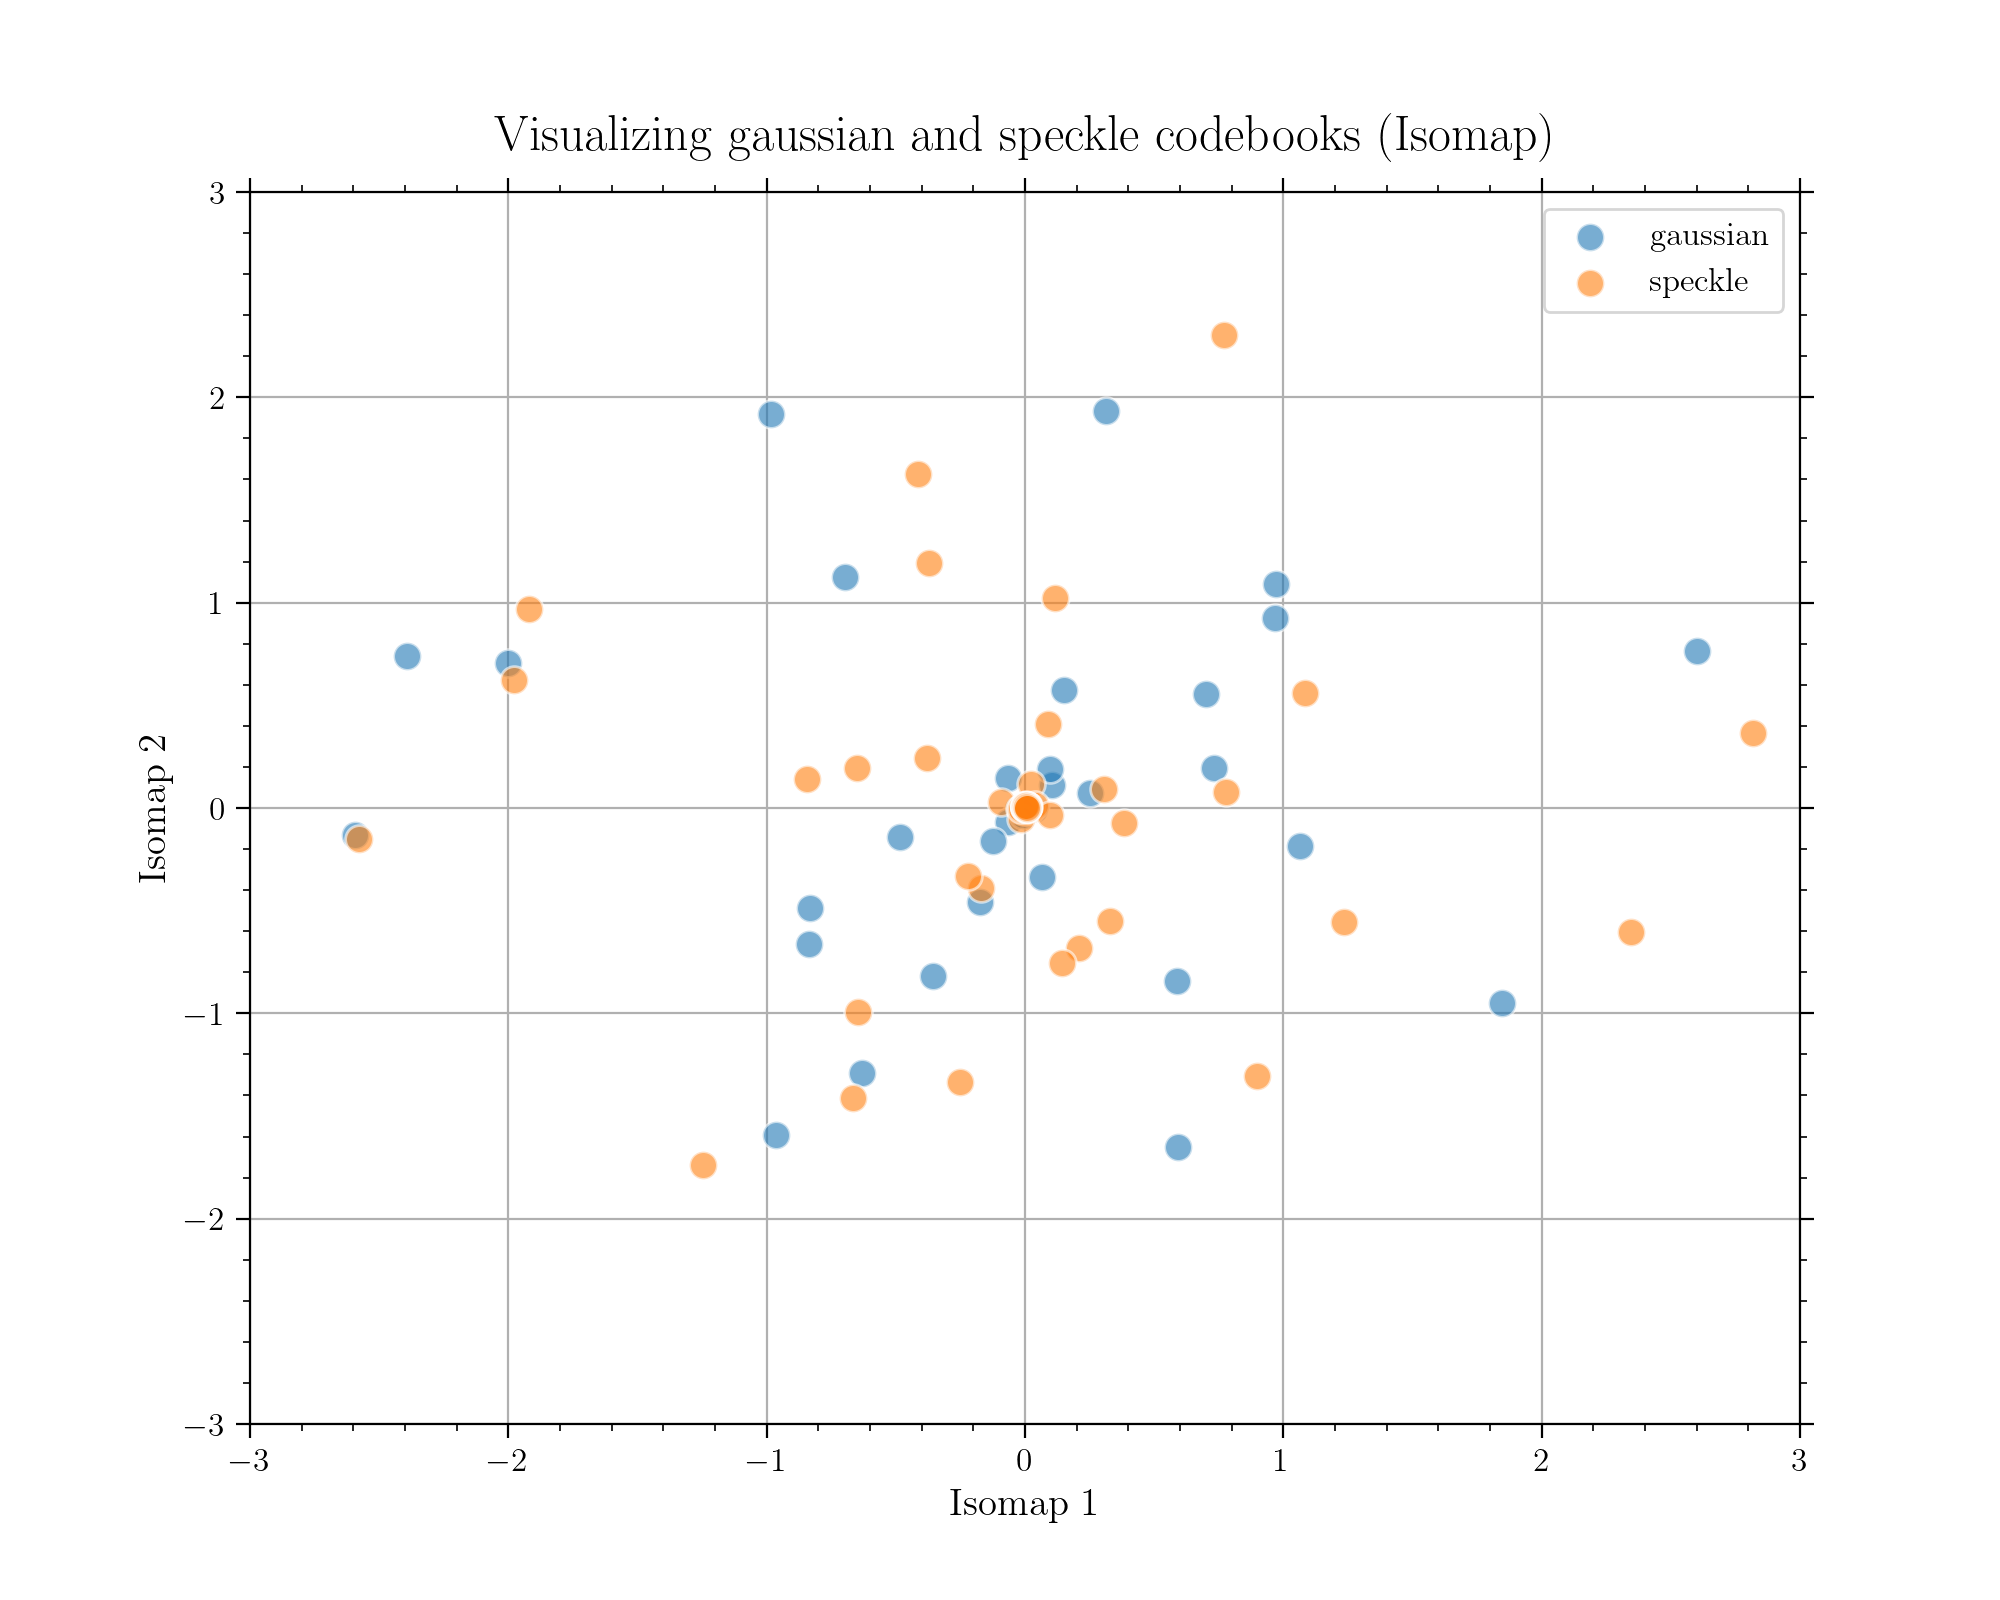 Visualizing gaussian and speckle codebooks (Isomap)
gaussian
speckle
3
2
1
0
−1
−2
−3
Isomap 2
−3
−2
−1
0
1
2
3
Isomap 1